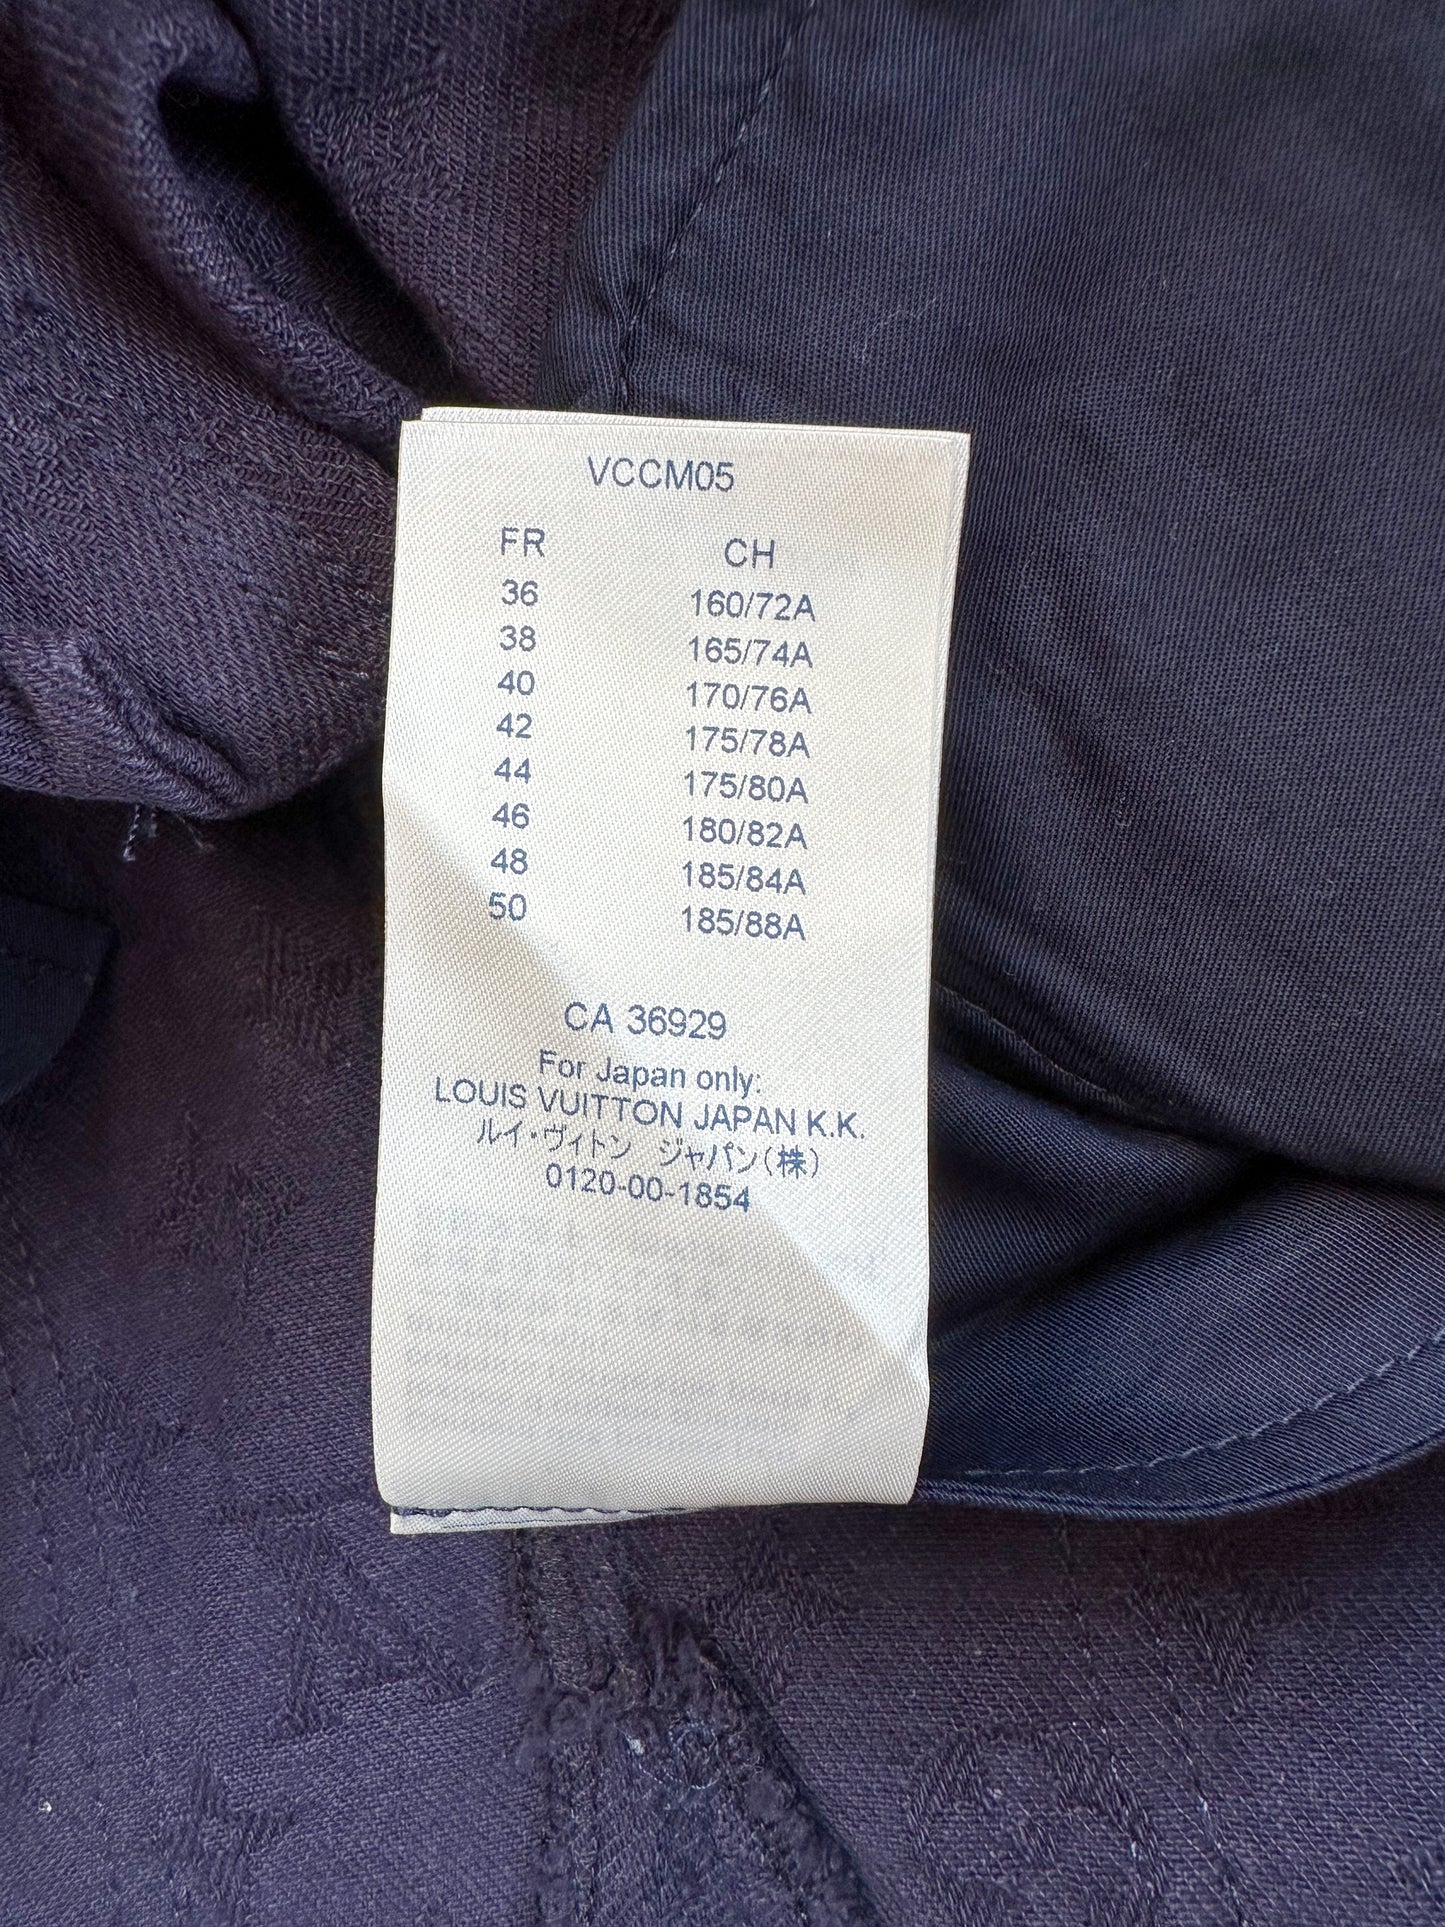 VCCM05
FR CH
36 160/72A
38 165/74A
40 170/76A
42 175/78A
44 175/80A
46 180/82A
48 185/84A
50 185/88A
CA 36929
For Japan only:
LOUIS VUITTON JAPAN K.K.
ルイ・ヴィトン ジャパン(株)
0120-00-1854